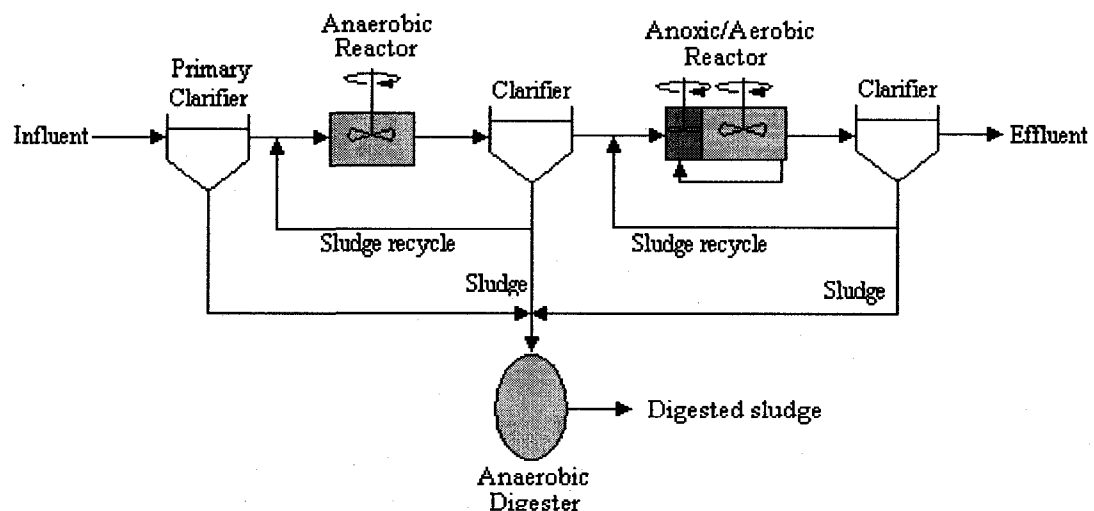 Anaerobic
Reactor
Anoxic/Aerobic
Reactor
Primary
Clarifier
Clarifier
Clarifier
Influent
Effluent
Sludge recycle
Sludge recycle
Sludge
Sludge
Digested sludge
Anaerobic
Digester